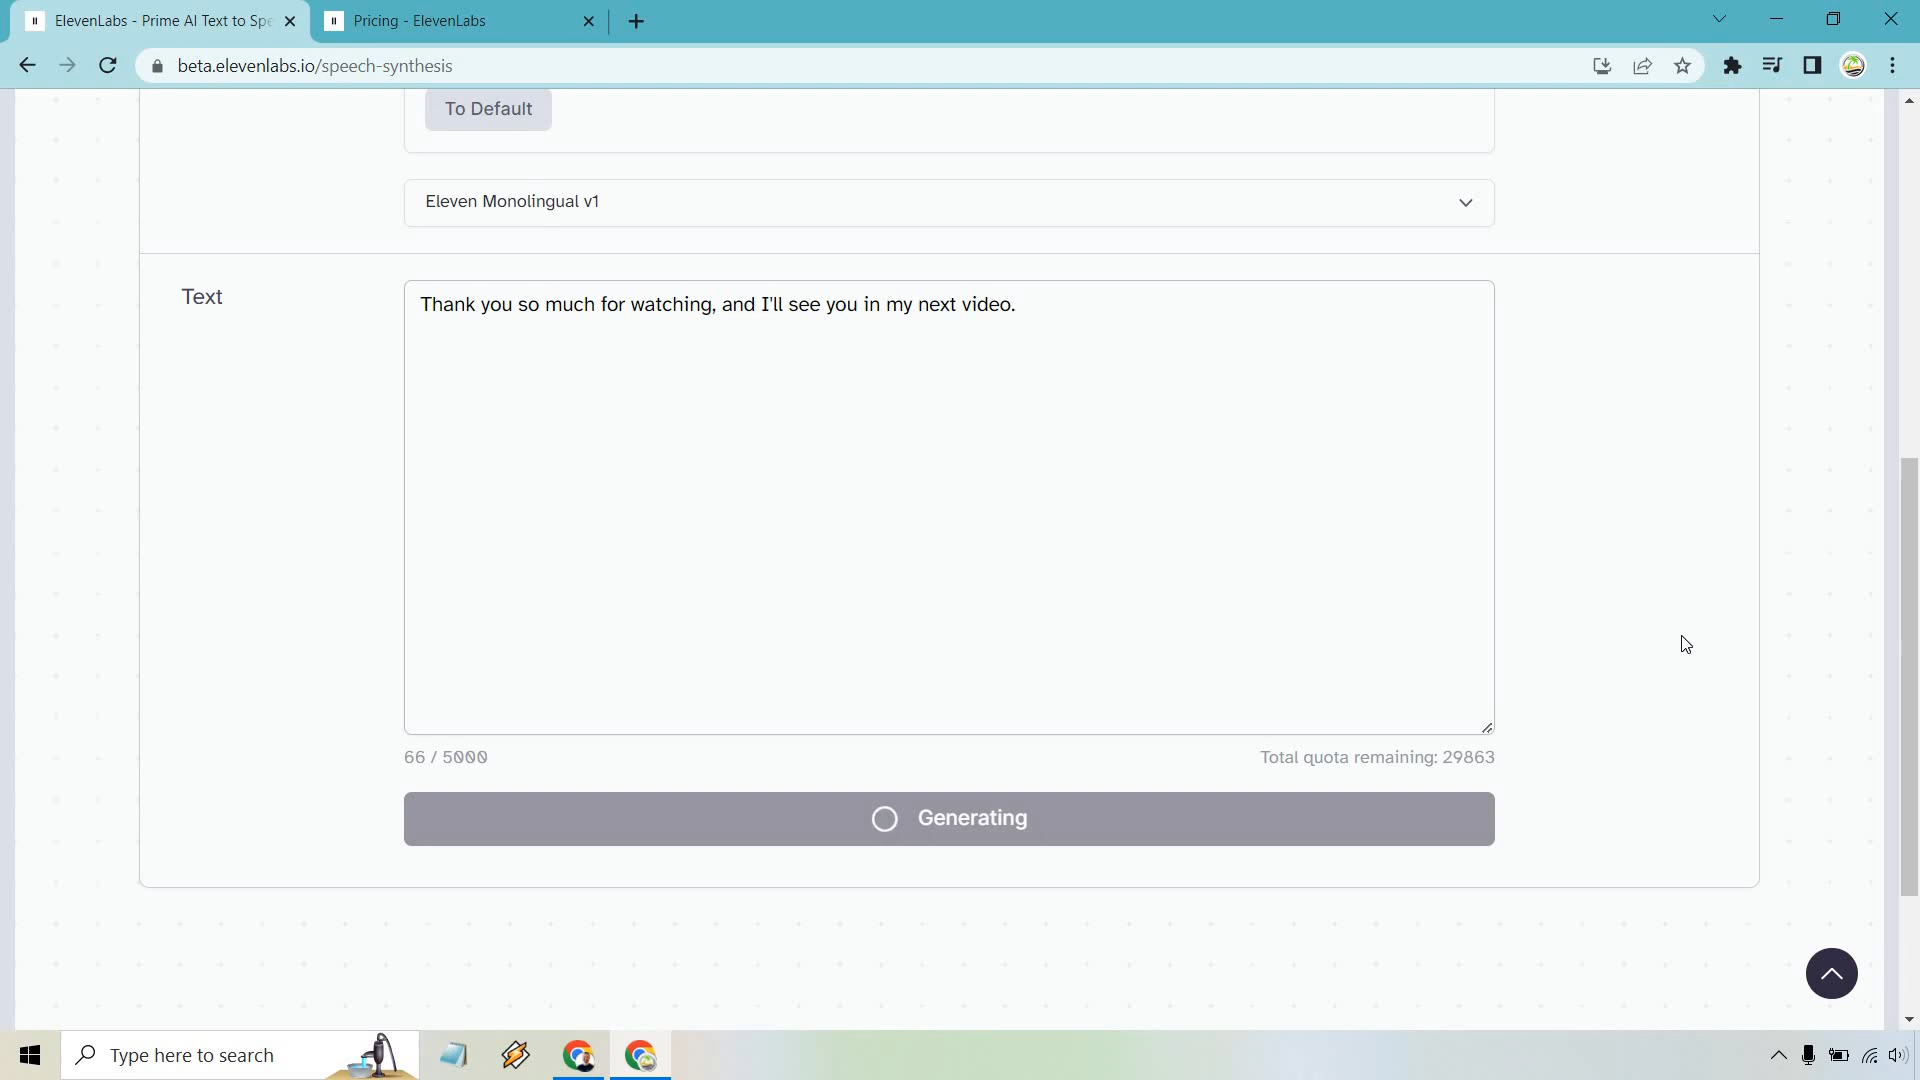 ElevenLabs - Prime AI Text to Spe
Pricing - ElevenLabs
beta.elevenlabs.io/speech-synthesis
To Default
Eleven Monolingual v1
Text
Thank you so much for watching, and I'll see you in my next video.
66 / 5000
Total quota remaining: 29863
Generating
Type here to search